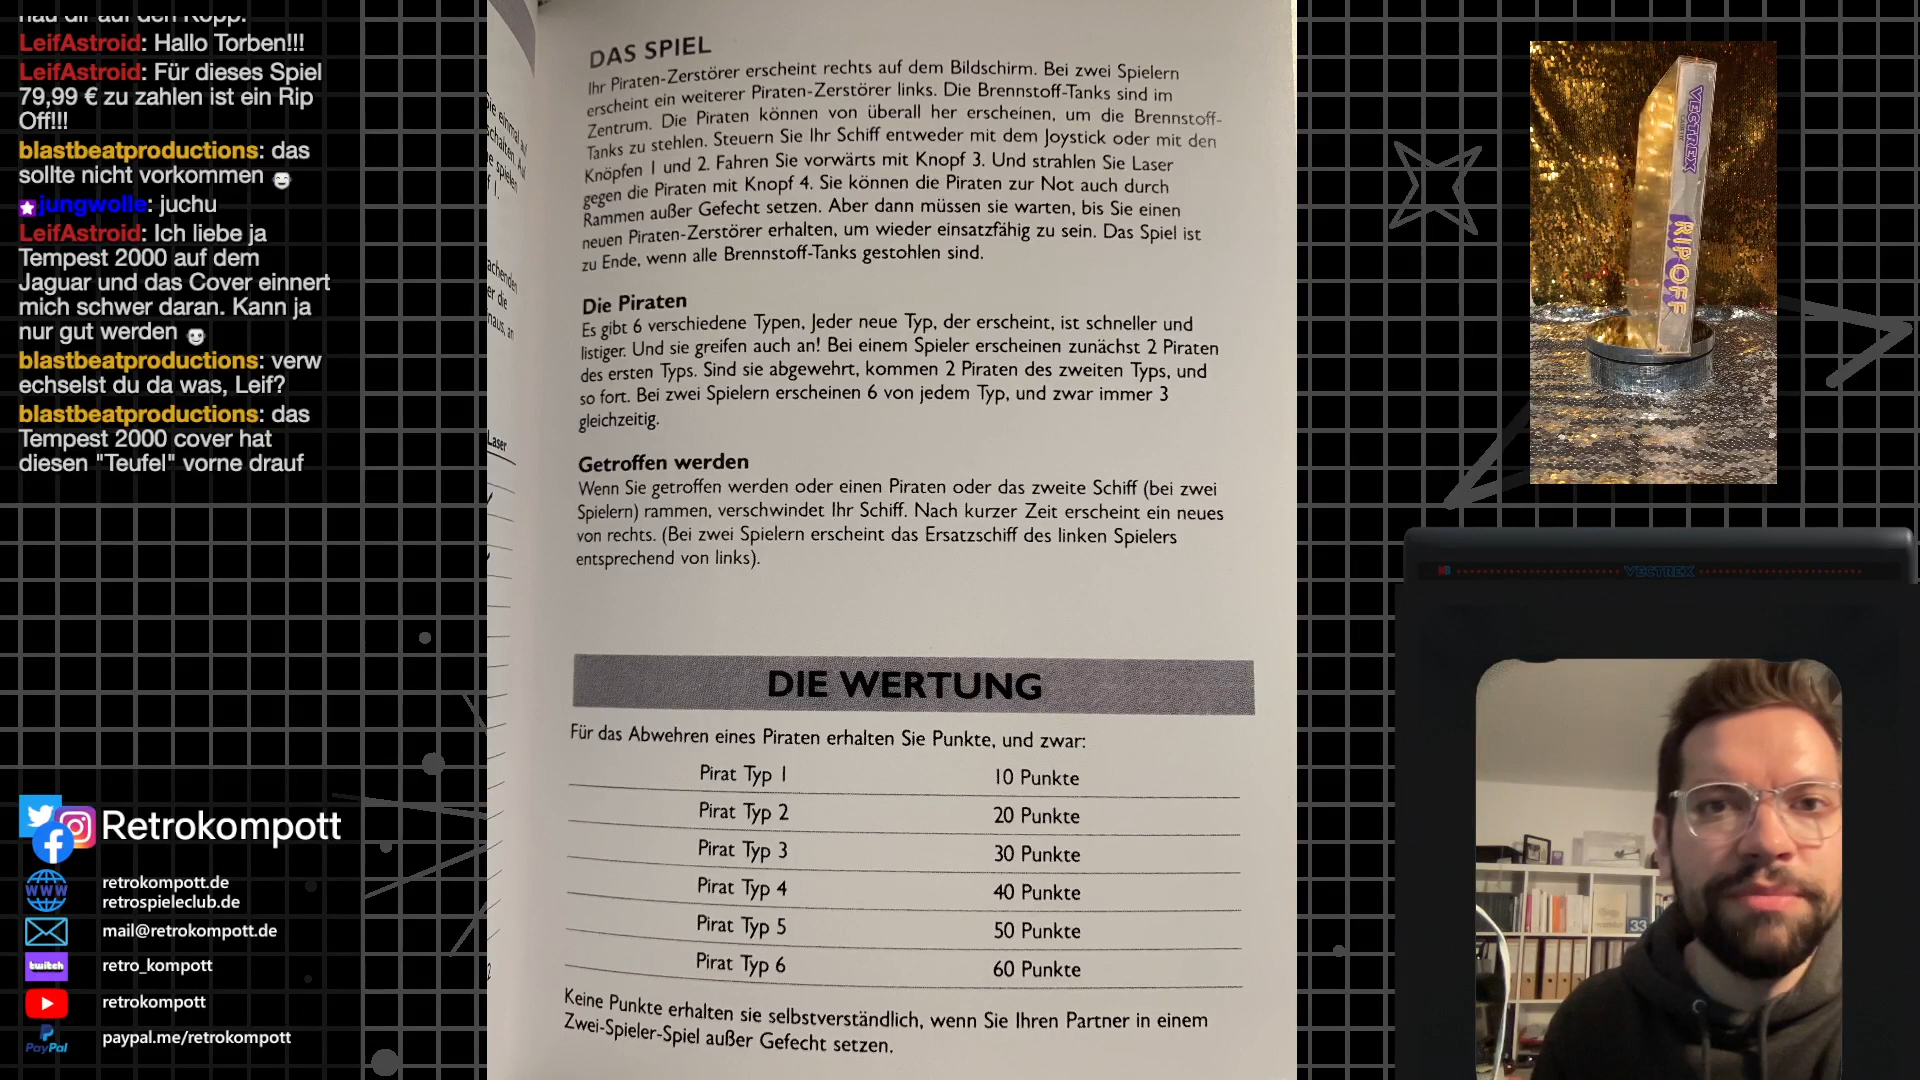 hau dir auf den Kopp.
LeifAstroid: Hallo Torben!!!
LeifAstroid: Für dieses Spiel
79,99 € zu zahlen ist ein Rip
Off!!!
blastbeatproductions: das
sollte nicht vorkommen
jungwolle: juchu
LeifAstroid: Ich liebe ja
Tempest 2000 auf dem
Jaguar und das Cover einnert
mich schwer daran. Kann ja
nur gut werden
blastbeatproductions: verw
echselst du da was, Leif?
blastbeatproductions: das
Tempest 2000 cover hat
diesen "Teufel" vorne drauf
Retrokompott
www
retrokompott.de
retrospieleclub.de
mail@retrokompott.de
twitch
retro_kompott
retrokompott
PayPal
paypal.me/retrokompott
Laser
DAS SPIEL
Ihr Piraten-Zerstörer erscheint rechts auf dem Bildschirm. Bei zwei Spielern
erscheint ein weiterer Piraten-Zerstörer links. Die Brennstoff-Tanks sind im
Zentrum. Die Piraten können von überall her erscheinen, um die Brennstoff-
Tanks zu stehlen. Steuern Sie Ihr Schiff entweder mit dem Joystick oder mit den
Knöpfen 1 und 2. Fahren Sie vorwärts mit Knopf 3. Und strahlen Sie Laser
gegen die Piraten mit Knopf 4. Sie können die Piraten zur Not auch durch
Rammen außer Gefecht setzen. Aber dann müssen sie warten, bis Sie einen
neuen Piraten-Zerstörer erhalten, um wieder einsatzfähig zu sein. Das Spiel ist
zu Ende, wenn alle Brennstoff-Tanks gestohlen sind.
Die Piraten
Es gibt 6 verschiedene Typen, Jeder neue Typ, der erscheint, ist schneller und
listiger. Und sie greifen auch an! Bei einem Spieler erscheinen zunächst 2 Piraten
des ersten Typs. Sind sie abgewehrt, kommen 2 Piraten des zweiten Typs, und
so fort. Bei zwei Spielern erscheinen 6 von jedem Typ, und zwar immer 3
gleichzeitig.
Getroffen werden
Wenn Sie getroffen werden oder einen Piraten oder das zweite Schiff (bei zwei
Spielern) rammen, verschwindet Ihr Schiff. Nach kurzer Zeit erscheint ein neues
von rechts. (Bei zwei Spielern erscheint das Ersatzschiff des linken Spielers
entsprechend von links).
DIE WERTUNG
Für das Abwehren eines Piraten erhalten Sie Punkte, und zwar:
Pirat Typ 1 10 Punkte
Pirat Typ 2 20 Punkte
Pirat Typ 3 30 Punkte
Pirat Typ 4 40 Punkte
Pirat Typ 5 50 Punkte
Pirat Typ 6 60 Punkte
Keine Punkte erhalten sie selbstverständlich, wenn Sie Ihren Partner in einem
Zwei-Spieler-Spiel außer Gefecht setzen.
VECTREX
RIP OFF
VECTREX
33